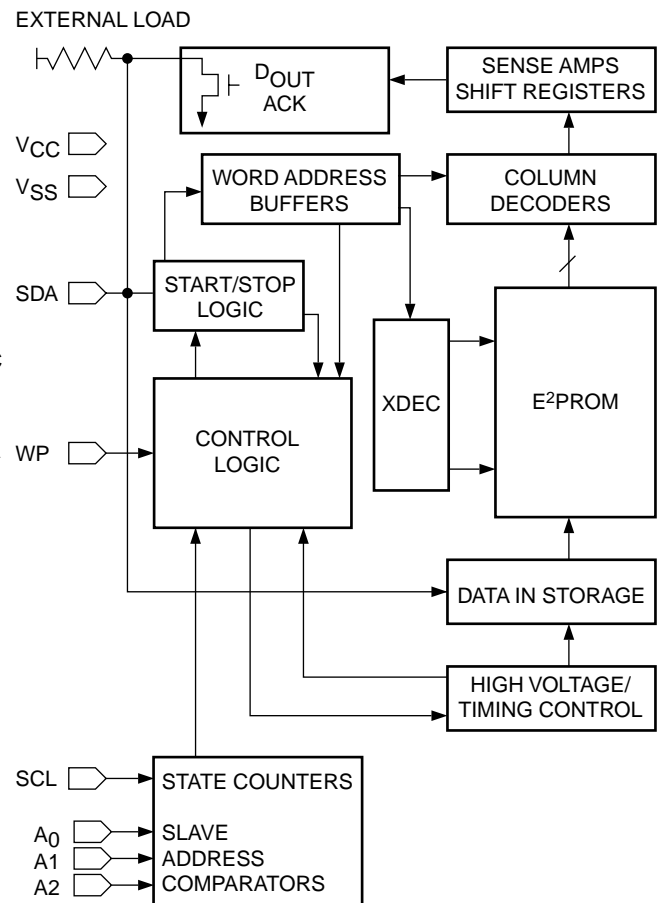 EXTERNAL LOAD
DOUT
ACK
SENSE AMPS
SHIFT REGISTERS
VCC
VSS
WORD ADDRESS
BUFFERS
COLUMN
DECODERS
SDA
START/STOP
LOGIC
XDEC
E2PROM
WP
CONTROL
LOGIC
DATA IN STORAGE
HIGH VOLTAGE/
TIMING CONTROL
SCL
STATE COUNTERS
A0
SLAVE
A1
ADDRESS
A2
COMPARATORS